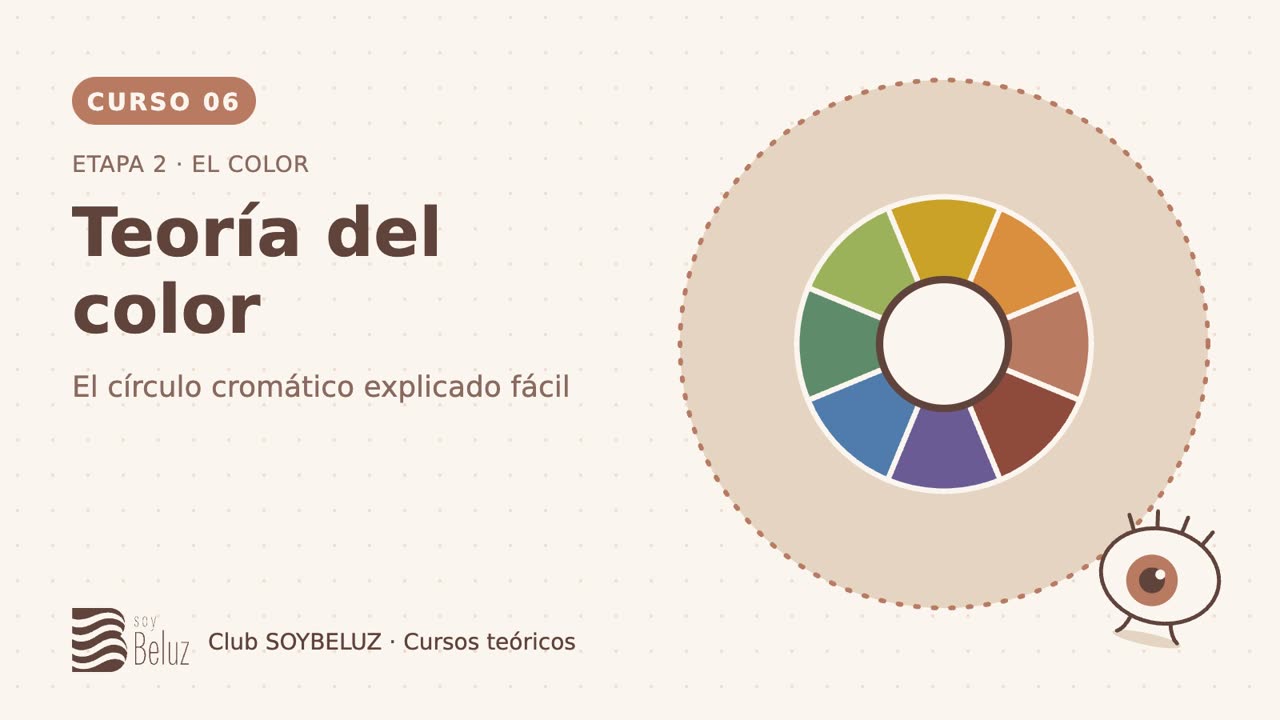 CURSO 06
ETAPA 2 · EL COLOR
Teoría del
color
El círculo cromático explicado fácil
soy
Beluz
Club SOYBELUZ · Cursos teóricos